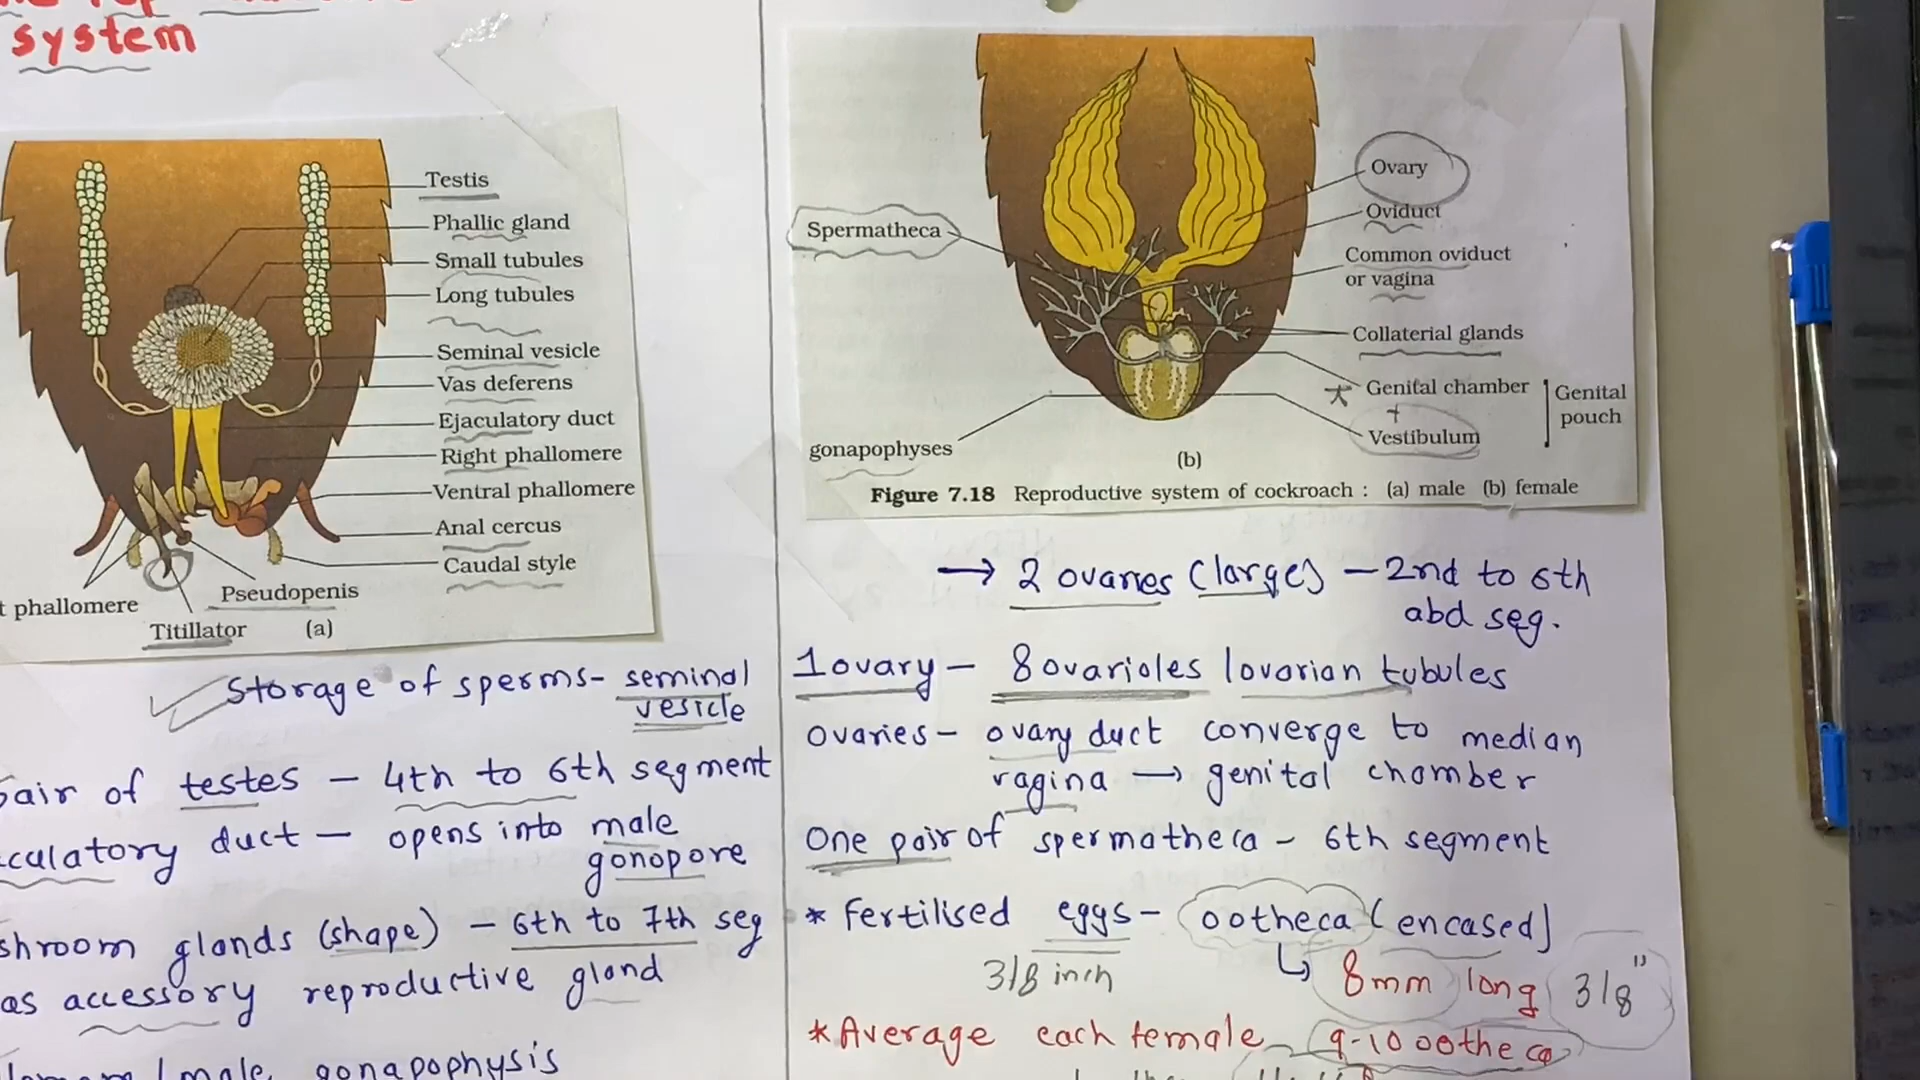 system
Testis
Phallic gland
Small tubules
Long tubules
Seminal vesicle
Vas deferens
Ejaculatory duct
Right phallomere
Ventral phallomere
Anal cercus
Caudal style
Pseudopenis
phallomere
Titillator
(a)
Storage of sperms- seminal
vesicle
pair of testes – 4th to 6th segment
duct – opens into male
gonopore
glands (shape) – 6th to 7th seg
as accessory reproductive gland
/ male gonapophysis
Ovary
Oviduct
Spermatheca
Common oviduct
or vagina
Collaterial glands
Genital chamber
+
Vestibulum
Genital
pouch
gonapophyses
(b)
Figure 7.18 Reproductive system of cockroach : (a) male (b) female
→ 2 ovaries (large) – 2nd to 6th
abd seg.
1 ovary – 8 ovarioles / ovarian tubules
ovaries – ovary duct converge to median
vagina → genital chamber
One pair of spermatheca – 6th segment
* Fertilised eggs – ootheca (encased)
3/8 inch
↳ 8mm long 3/8"
* Average each female – 9-10 ootheca